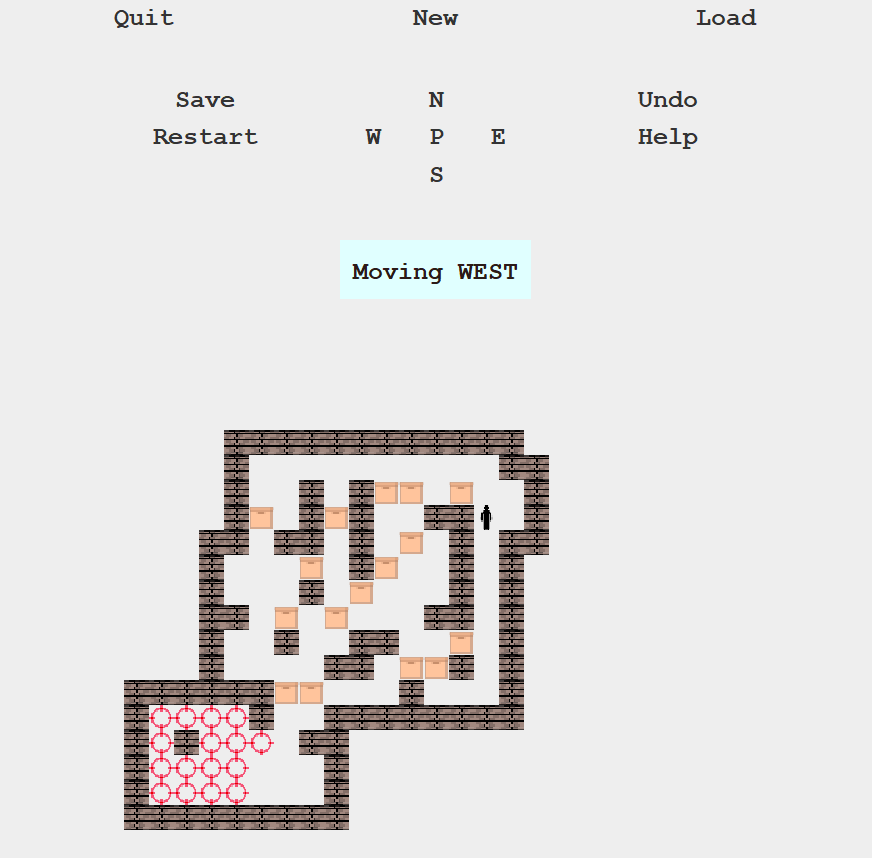 Quit New Load
Save N Undo
Restart W P E Help
S
Moving WEST